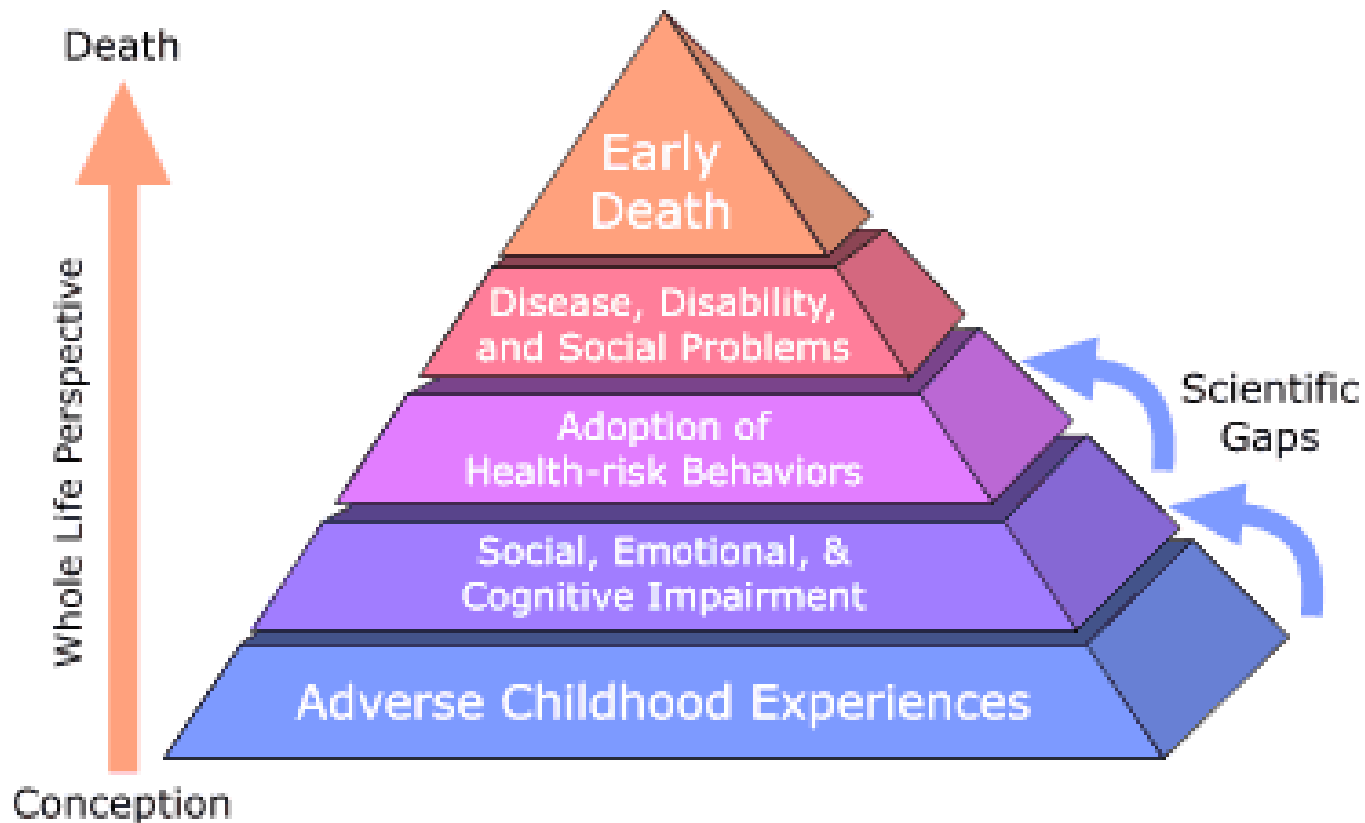 Death
Whole Life Perspective
Conception
Early
Death
Disease, Disability,
and Social Problems
Adoption of
Health-risk Behaviors
Social, Emotional, &
Cognitive Impairment
Adverse Childhood Experiences
Scientific
Gaps